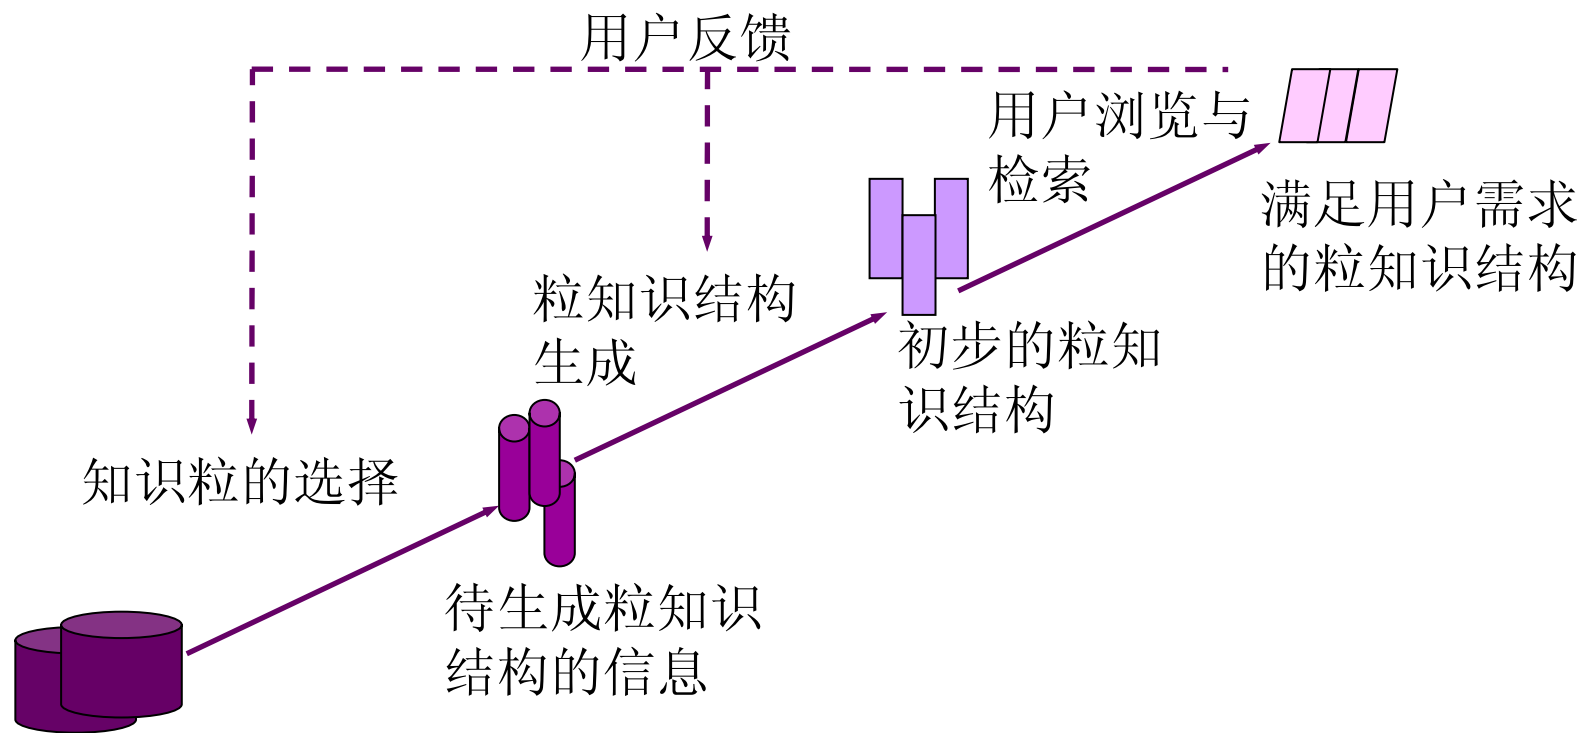 用户反馈
用户浏览与
检索
满足用户需求
的粒知识结构
粒知识结构
生成
初步的粒知
识结构
知识粒的选择
待生成粒知识
结构的信息